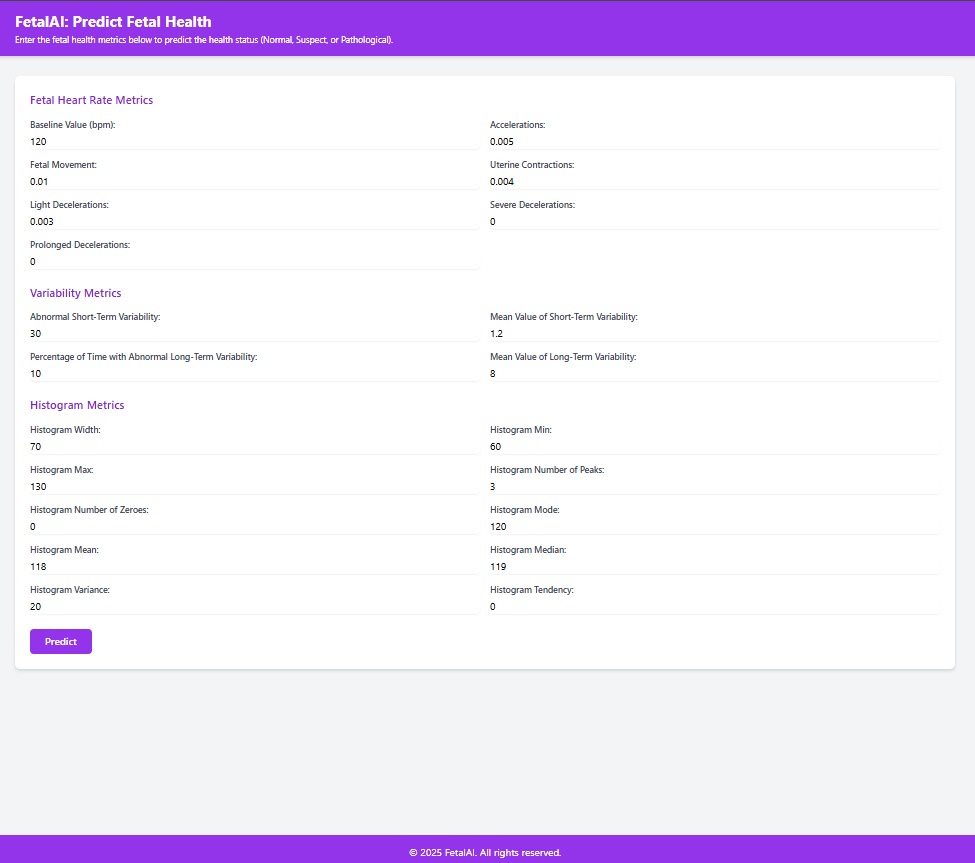 FetalAI: Predict Fetal Health
Enter the fetal health metrics below to predict the health status (Normal, Suspect, or Pathological).
Fetal Heart Rate Metrics
Baseline Value (bpm):
120
Accelerations:
0.005
Fetal Movement:
0.01
Uterine Contractions:
0.004
Light Decelerations:
0.003
Severe Decelerations:
0
Prolonged Decelerations:
0
Variability Metrics
Abnormal Short-Term Variability:
30
Mean Value of Short-Term Variability:
1.2
Percentage of Time with Abnormal Long-Term Variability:
10
Mean Value of Long-Term Variability:
8
Histogram Metrics
Histogram Width:
70
Histogram Min:
60
Histogram Max:
130
Histogram Number of Peaks:
3
Histogram Number of Zeroes:
0
Histogram Mode:
120
Histogram Mean:
118
Histogram Median:
119
Histogram Variance:
20
Histogram Tendency:
0
Predict
© 2025 FetalAI. All rights reserved.